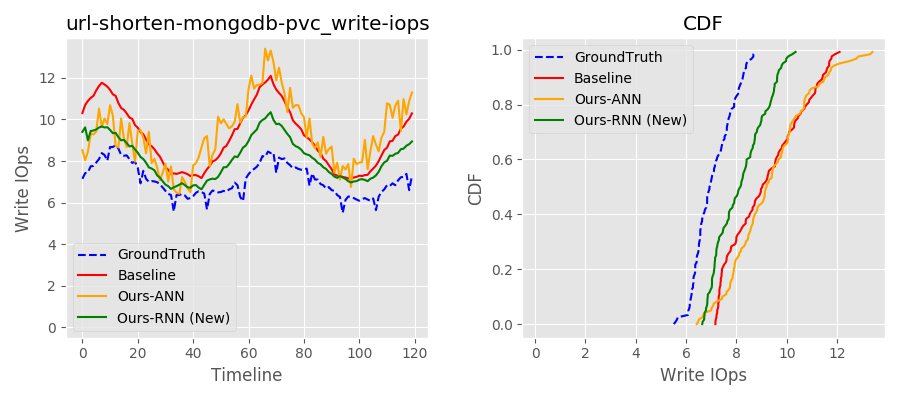 url-shorten-mongodb-pvc_write-iops
Write IOps
12
10
8
6
4
2
0
GroundTruth
Baseline
Ours-ANN
Ours-RNN (New)
0 20 40 60 80 100 120
Timeline
CDF
CDF
1.0
0.8
0.6
0.4
0.2
0.0
GroundTruth
Baseline
Ours-ANN
Ours-RNN (New)
0 2 4 6 8 10 12
Write IOps